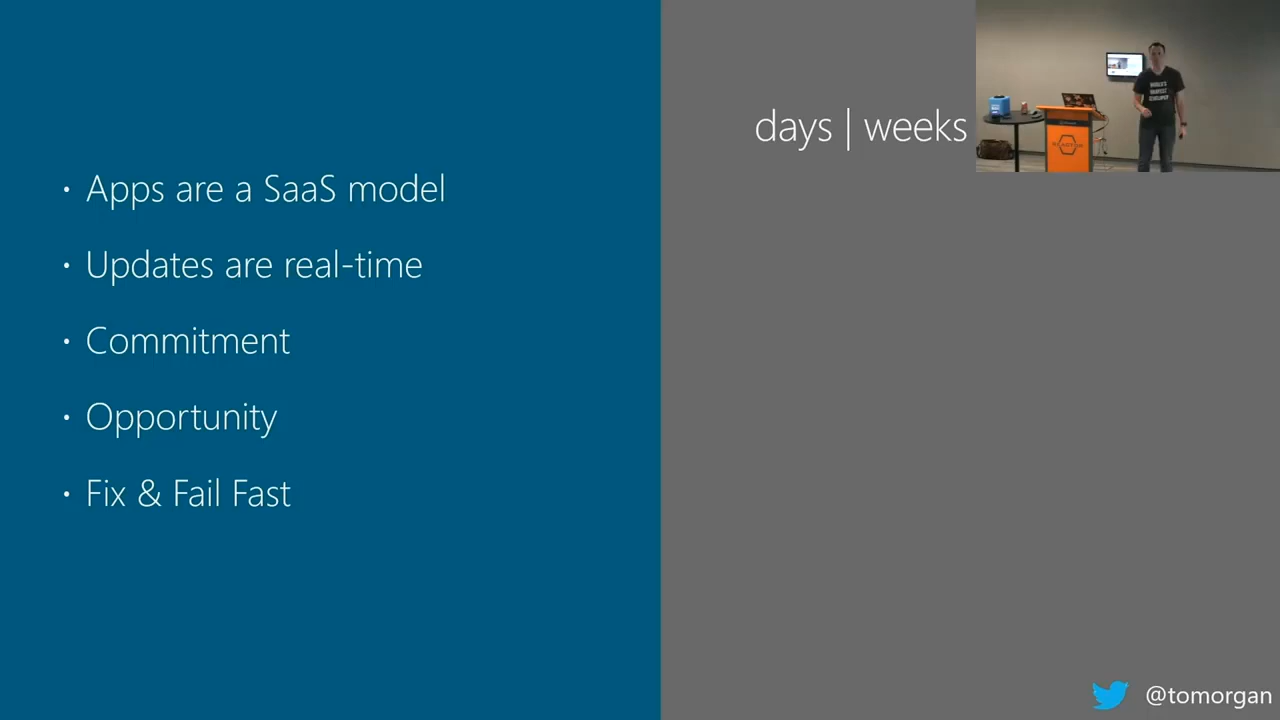 days | weeks
• Apps are a SaaS model
• Updates are real-time
• Commitment
• Opportunity
• Fix & Fail Fast
@tomorgan